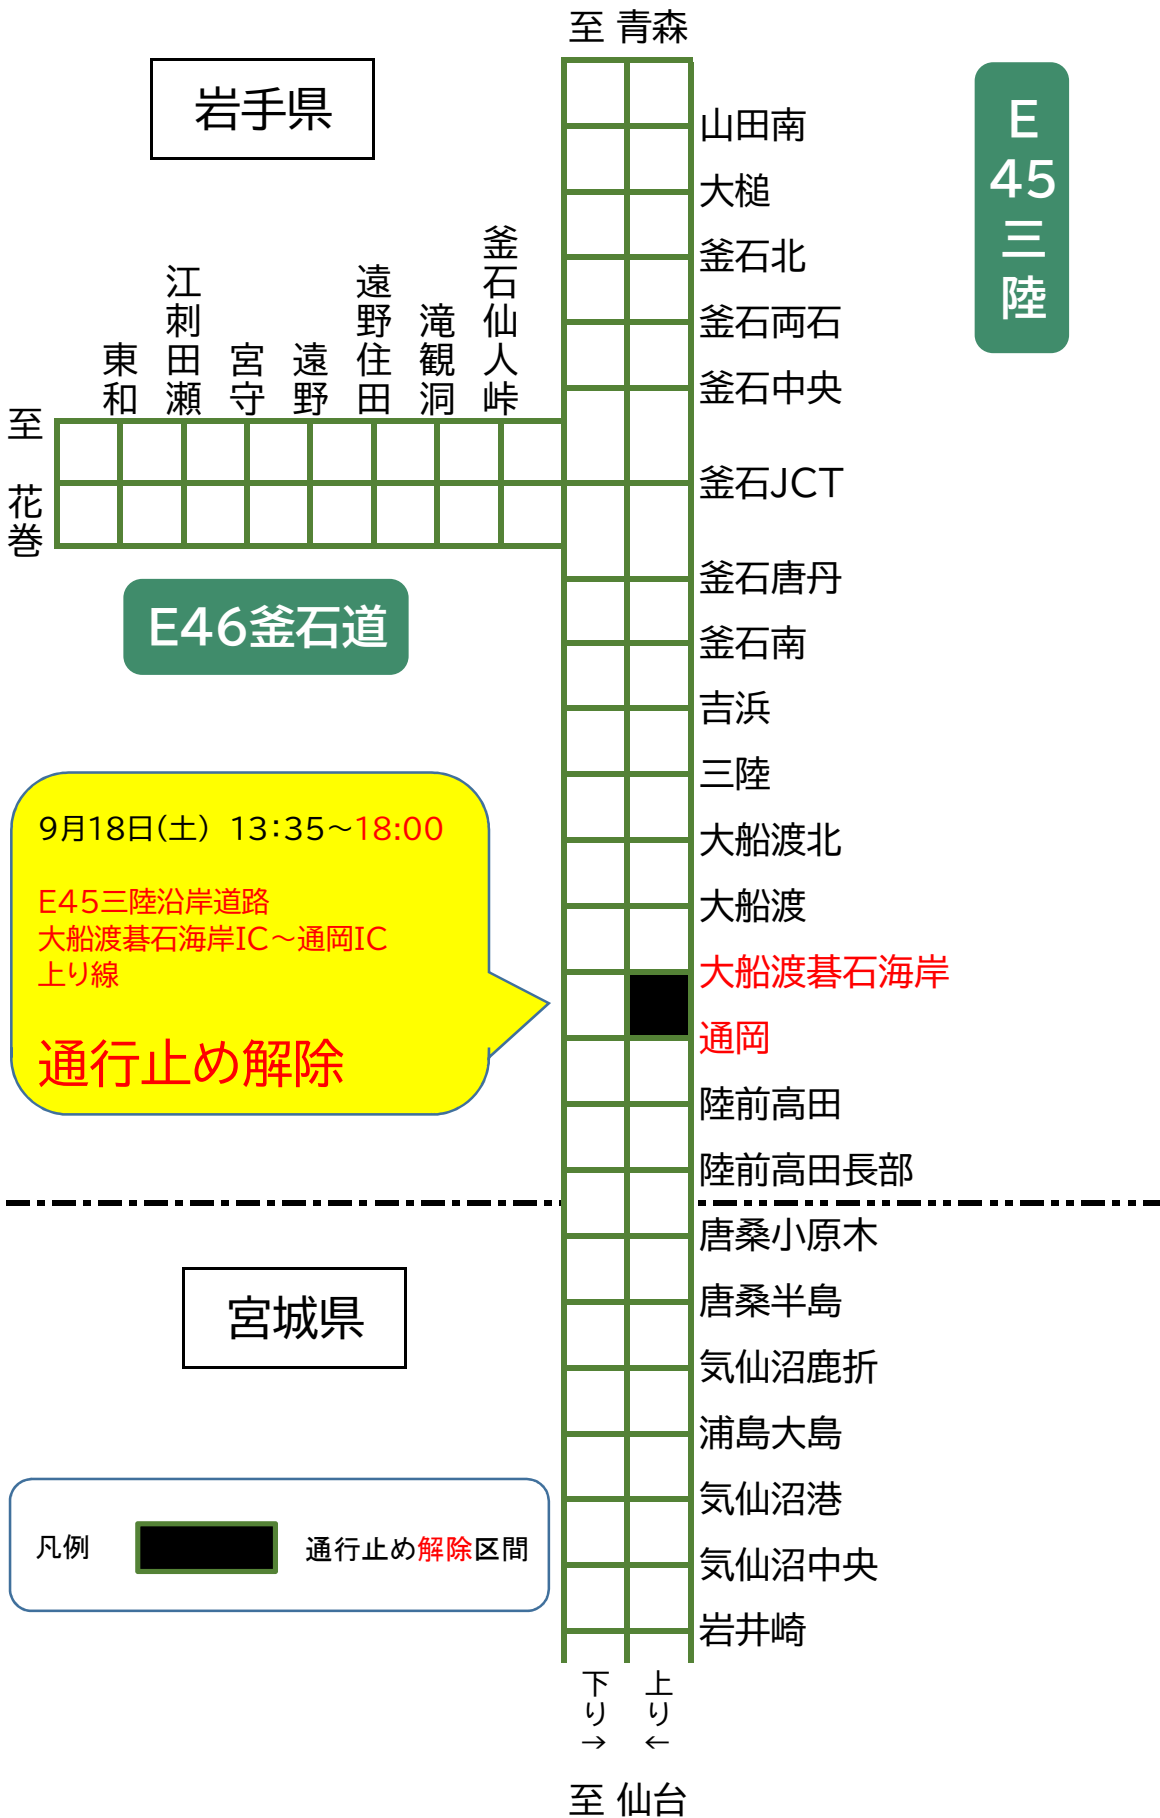 至 青森
岩手県
E45三陸
山田南
大槌
釜石北
釜石両石
釜石中央
釜石JCT
釜石唐丹
釜石南
吉浜
三陸
大船渡北
大船渡
大船渡碁石海岸
通岡
陸前高田
陸前高田長部
唐桑小原木
唐桑半島
気仙沼鹿折
浦島大島
気仙沼港
気仙沼中央
岩井崎
至 花巻
東和
江刺田瀬
宮守
遠野
遠野住田
滝観洞
釜石仙人峠
E46釜石道
9月18日(土) 13:35～18:00
E45三陸沿岸道路
大船渡碁石海岸IC～通岡IC
上り線
通行止め解除
宮城県
凡例 通行止め解除区間
下り→
上り←
至 仙台